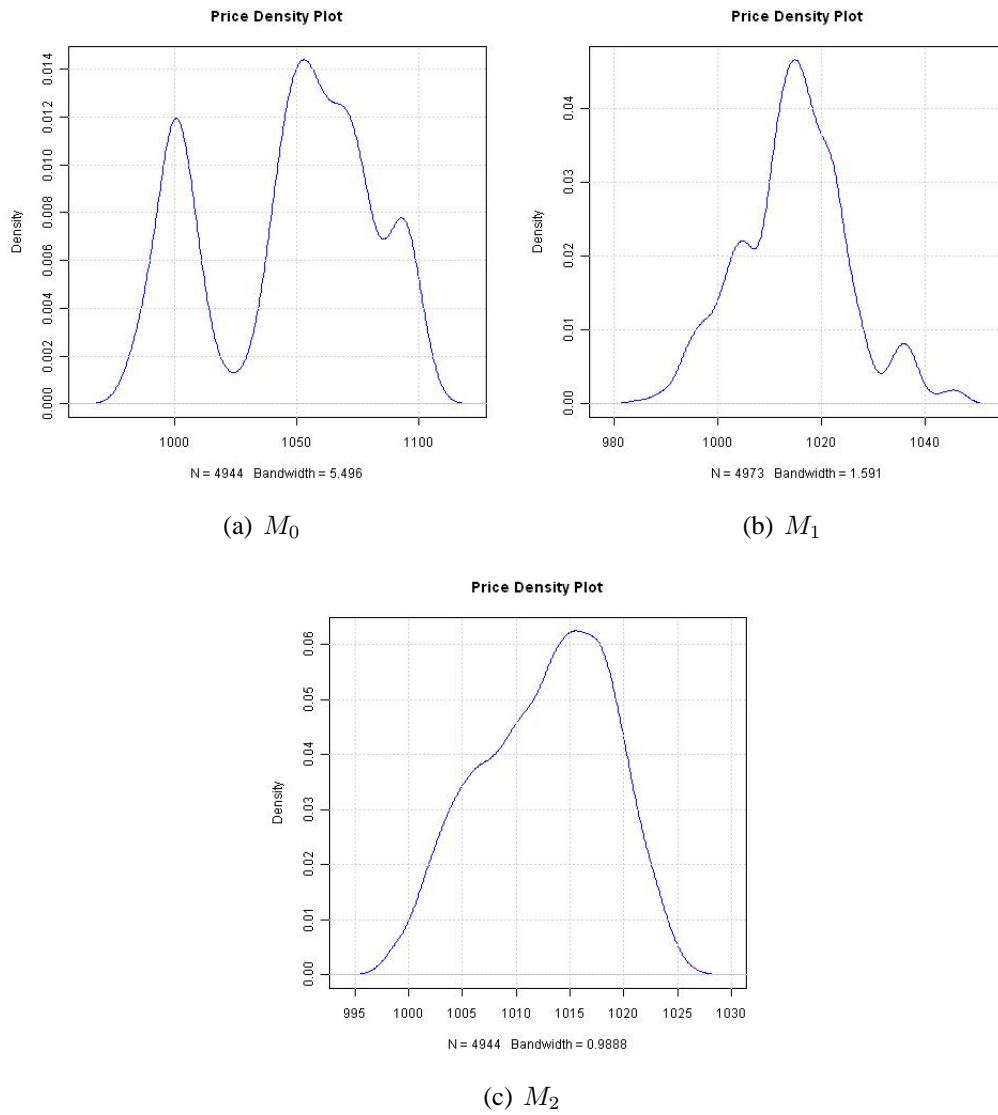 Price Density Plot
Density
0.000 0.002 0.004 0.006 0.008 0.010 0.012 0.014
1000 1050 1100
N = 4944 Bandwidth = 5.496
(a) M₀
Price Density Plot
Density
0.00 0.01 0.02 0.03 0.04
980 1000 1020 1040
N = 4973 Bandwidth = 1.591
(b) M₁
Price Density Plot
Density
0.00 0.01 0.02 0.03 0.04 0.05 0.06
995 1000 1005 1010 1015 1020 1025 1030
N = 4944 Bandwidth = 0.9888
(c) M₂